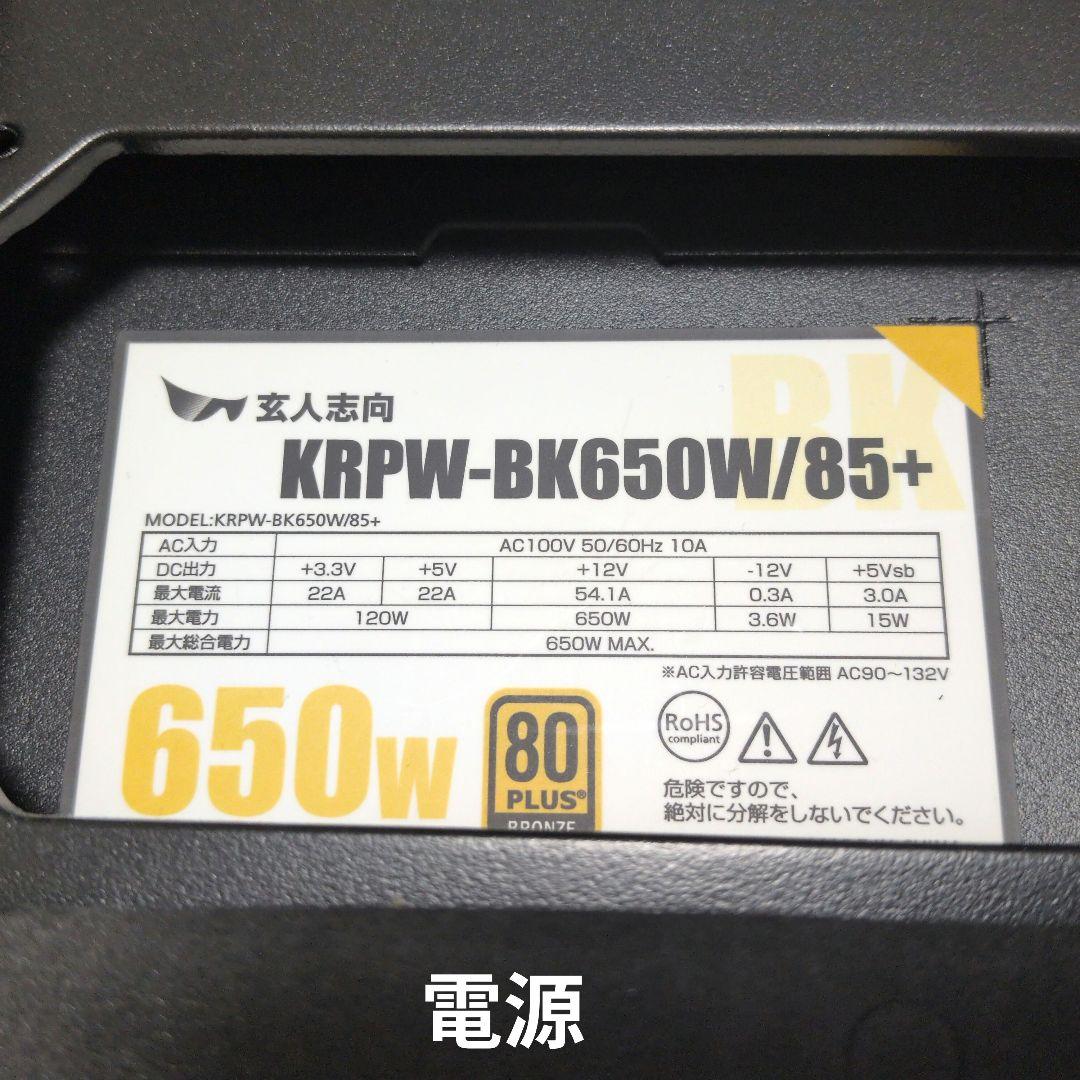 BK
玄人志向
KRPW-BK650W/85+
MODEL:KRPW-BK650W/85+
AC入力 AC100V 50/60Hz 10A
DC出力 +3.3V +5V +12V -12V +5Vsb
最大電流 22A 22A 54.1A 0.3A 3.0A
最大電力 120W 650W 3.6W 15W
最大総合電力 650W MAX.
※AC入力許容電圧範囲 AC90～132V
650W
80
PLUS®
BRONZE
RoHS
compliant
危険ですので、
絶対に分解をしないでください。
電源